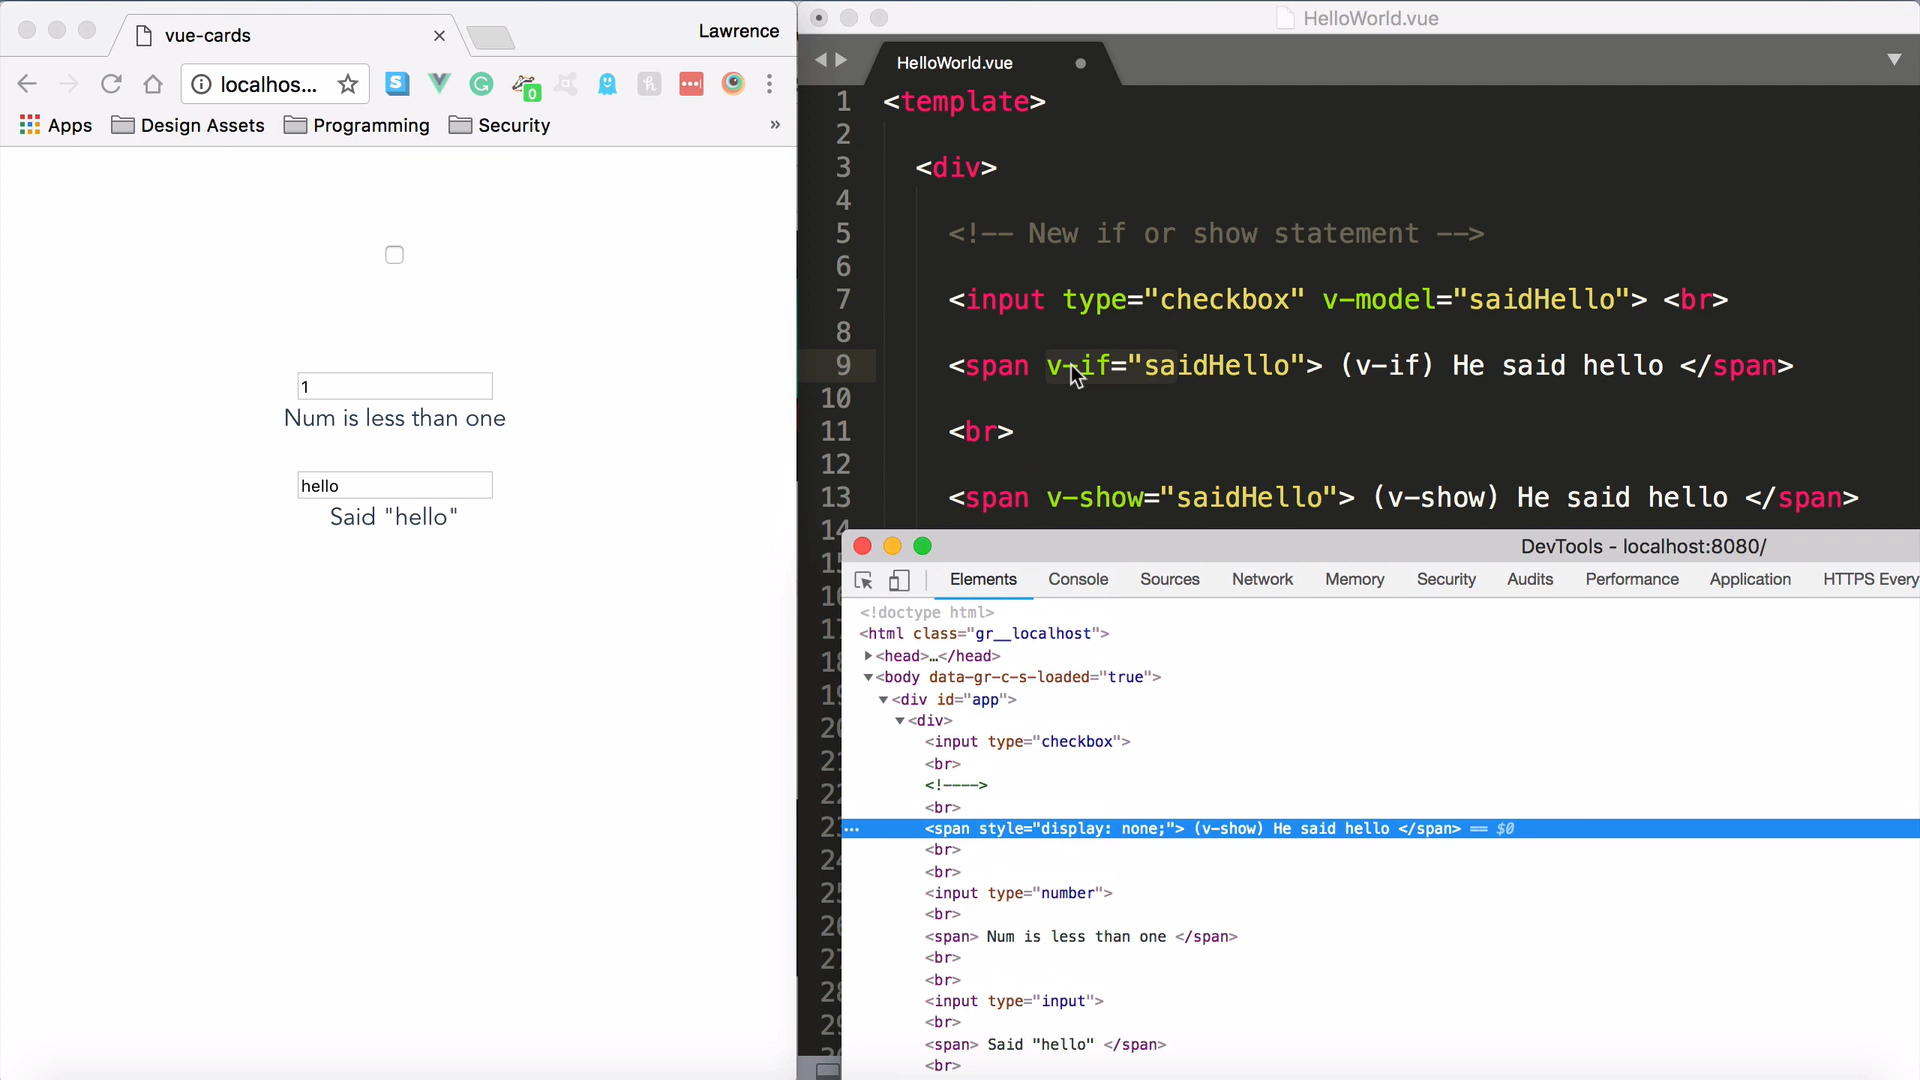 vue-cards
Lawrence
localhos...
0
Apps
Design Assets
Programming
Security
»
1
Num is less than one
hello
Said "hello"
HelloWorld.vue
HelloWorld.vue
1 <template>
2
3 <div>
4
5 <!-- New if or show statement -->
6
7 <input type="checkbox" v-model="saidHello"> <br>
8
9 <span v-if="saidHello"> (v-if) He said hello </span>
10
11 <br>
12
13 <span v-show="saidHello"> (v-show) He said hello </span>
14
DevTools - localhost:8080/
Elements Console Sources Network Memory Security Audits Performance Application HTTPS Every
<!doctype html>
<html class="gr__localhost">
<head>…</head>
<body data-gr-c-s-loaded="true">
<div id="app">
<div>
<input type="checkbox">
<br>
<!---->
<br>
<span style="display: none;"> (v-show) He said hello </span> == $0
<br>
<br>
<input type="number">
<br>
<span> Num is less than one </span>
<br>
<br>
<input type="input">
<br>
<span> Said "hello" </span>
<br>